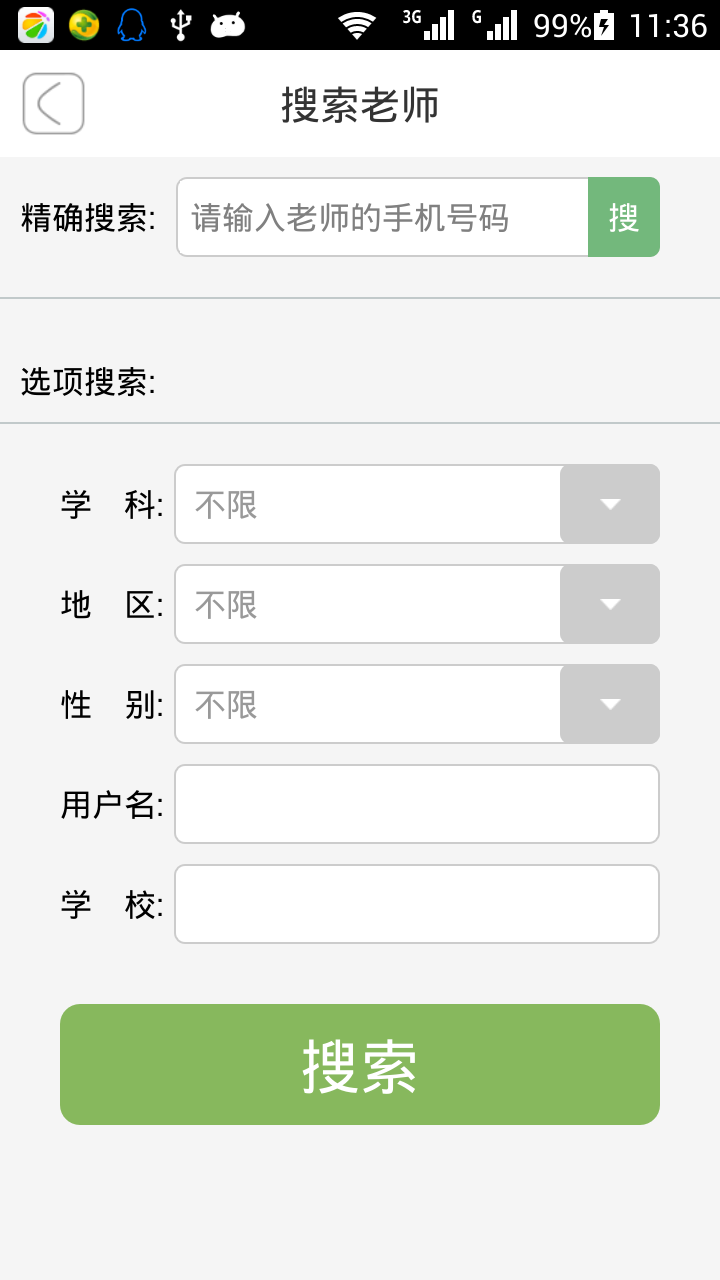 3G G 99% 11:36
搜索老师
精确搜索: 请输入老师的手机号码 搜
选项搜索:
学 科: 不限
地 区: 不限
性 别: 不限
用户名:
学 校:
搜索